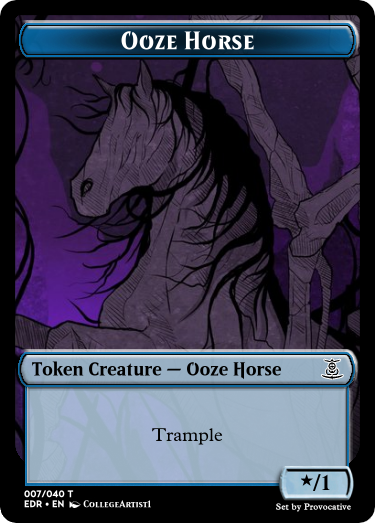 Ooze Horse
Token Creature — Ooze Horse
Trample
★/1
007/040 T
EDR • EN CollegeArtist1
Set by Provocative